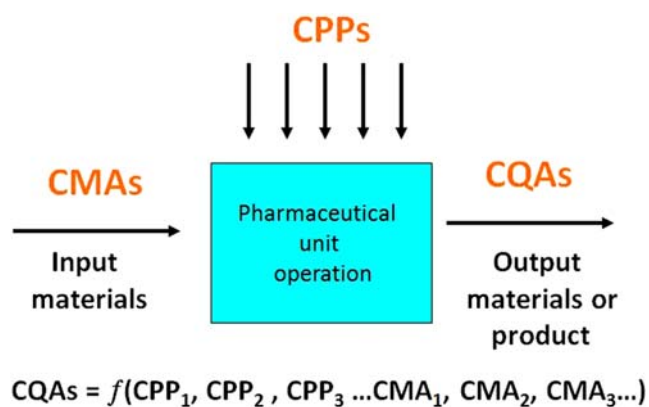 CPPs
CMAs
Input
materials
Pharmaceutical
unit
operation
CQAs
Output
materials or
product
CQAs = f(CPP₁, CPP₂ , CPP₃ ...CMA₁, CMA₂, CMA₃...)